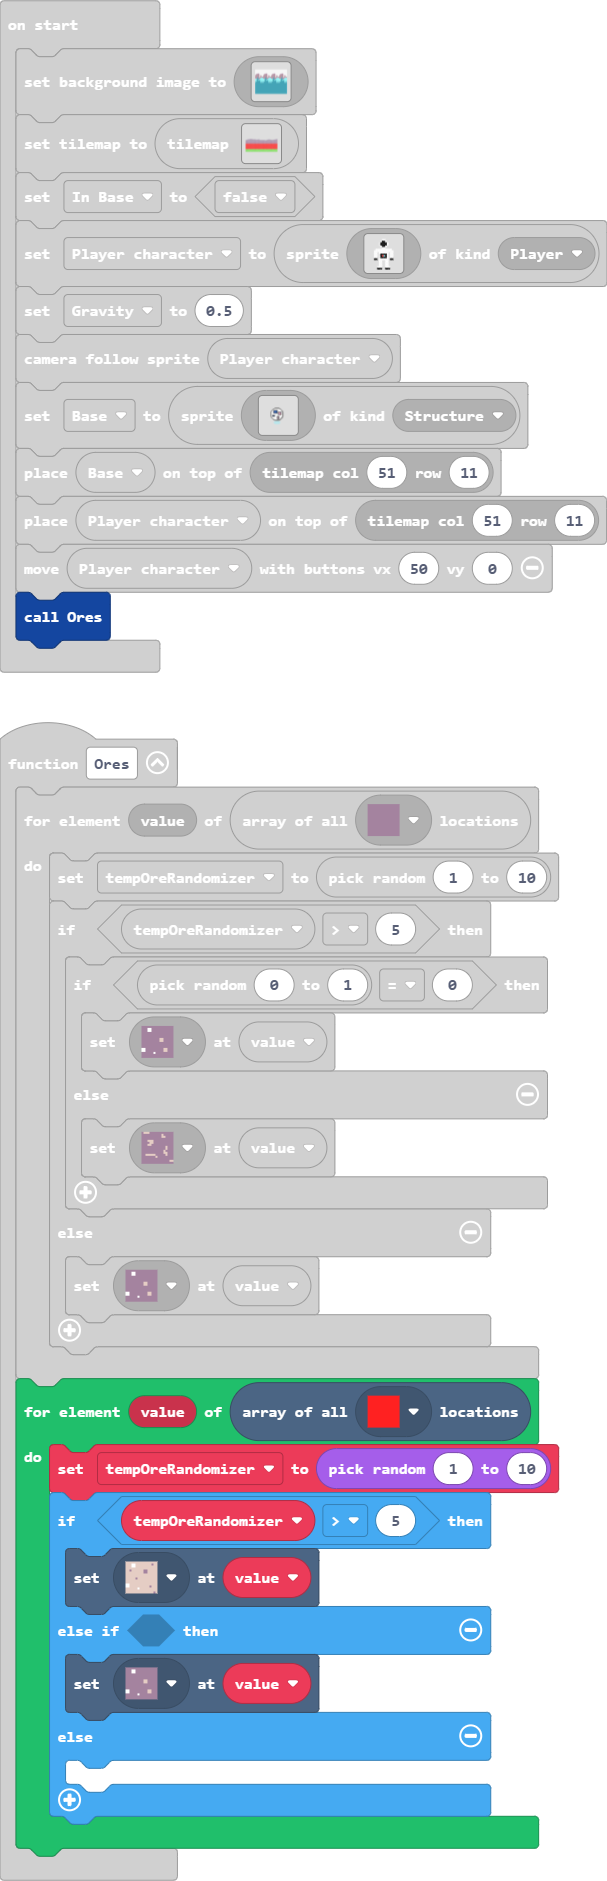 on start
set background image to
set tilemap to tilemap
set In Base to false
set Player character to sprite of kind Player
set Gravity to 0.5
camera follow sprite Player character
set Base to sprite of kind Structure
place Base on top of tilemap col 51 row 11
place Player character on top of tilemap col 51 row 11
move Player character with buttons vx 50 vy 0
call Ores
function Ores
for element value of array of all locations
do
set tempOreRandomizer to pick random 1 to 10
if tempOreRandomizer > 5 then
if pick random 0 to 1 = 0 then
set at value
else
set at value
else
set at value
for element value of array of all locations
do
set tempOreRandomizer to pick random 1 to 10
if tempOreRandomizer > 5 then
set at value
else if then
set at value
else